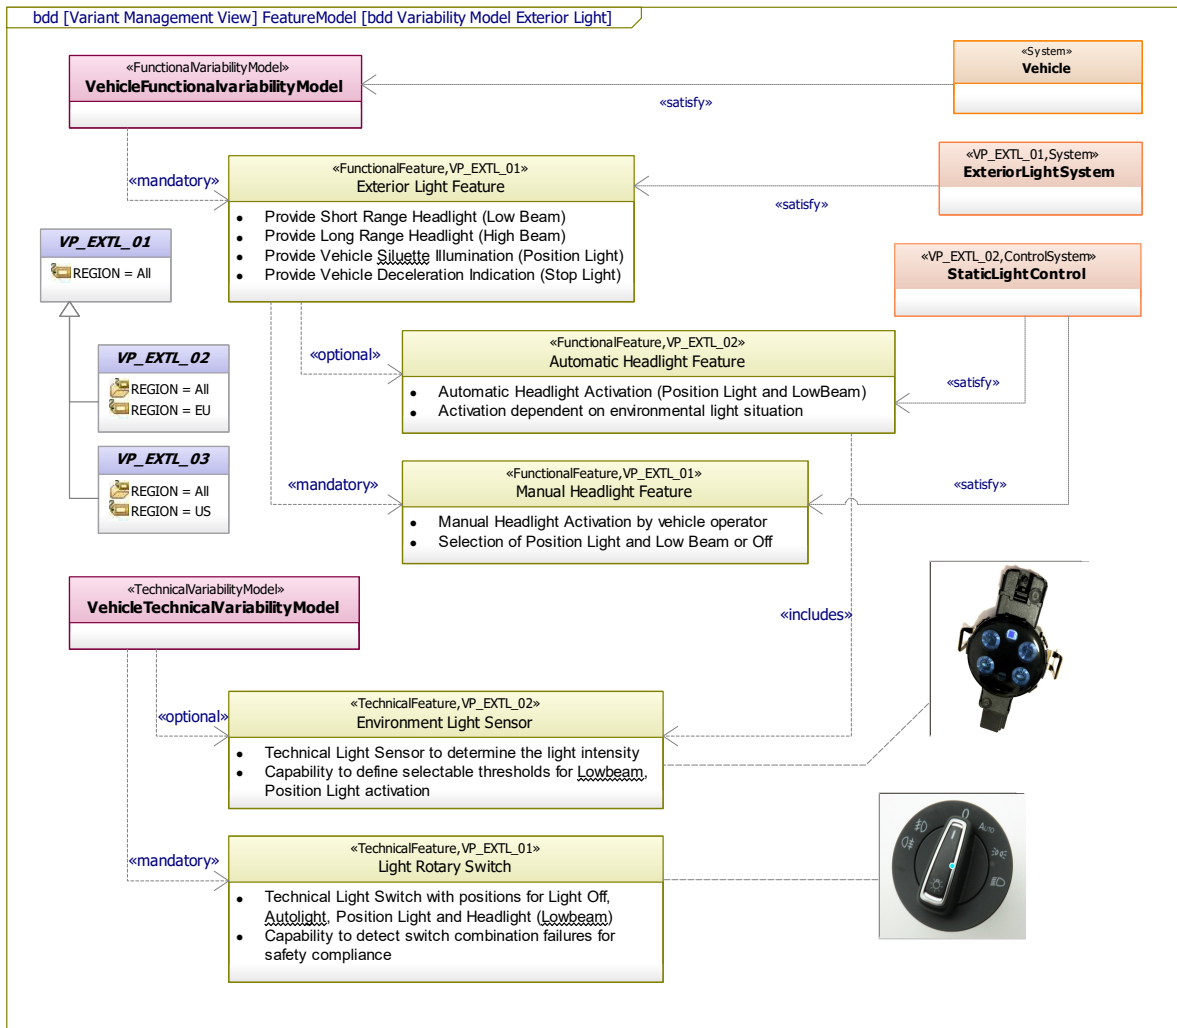 bdd [Variant Management View] FeatureModel [bdd Variability Model Exterior Light]
«FunctionalVariabilityModel»
VehicleFunctionalvariabilityModel
«System»
Vehicle
«satisfy»
«mandatory»
«FunctionalFeature,VP_EXTL_01»
Exterior Light Feature
• Provide Short Range Headlight (Low Beam)
• Provide Long Range Headlight (High Beam)
• Provide Vehicle Siluette Illumination (Position Light)
• Provide Vehicle Deceleration Indication (Stop Light)
«VP_EXTL_01,System»
ExteriorLightSystem
«satisfy»
VP_EXTL_01
REGION = All
«VP_EXTL_02,ControlSystem»
StaticLightControl
VP_EXTL_02
REGION = All
REGION = EU
«optional»
«FunctionalFeature,VP_EXTL_02»
Automatic Headlight Feature
• Automatic Headlight Activation (Position Light and LowBeam)
• Activation dependent on environmental light situation
«satisfy»
VP_EXTL_03
REGION = All
REGION = US
«mandatory»
«FunctionalFeature,VP_EXTL_01»
Manual Headlight Feature
• Manual Headlight Activation by vehicle operator
• Selection of Position Light and Low Beam or Off
«satisfy»
«TechnicalVariabilityModel»
VehicleTechnicalVariabilityModel
«includes»
«optional»
«TechnicalFeature,VP_EXTL_02»
Environment Light Sensor
• Technical Light Sensor to determine the light intensity
• Capability to define selectable thresholds for Lowbeam,
Position Light activation
«mandatory»
«TechnicalFeature,VP_EXTL_01»
Light Rotary Switch
• Technical Light Switch with positions for Light Off,
Autolight, Position Light and Headlight (Lowbeam)
• Capability to detect switch combination failures for
safety compliance
0
Auto